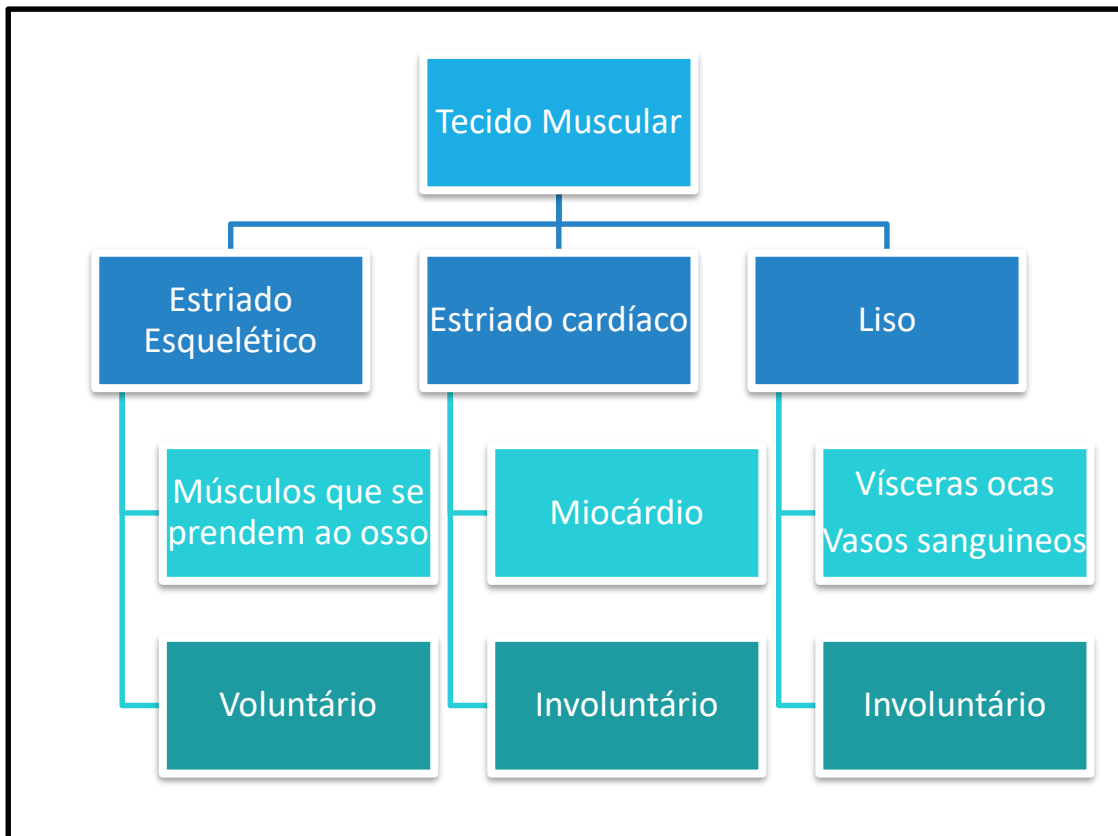 Tecido Muscular
Estriado
Esquelético
Estriado cardíaco
Liso
Músculos que se
prendem ao osso
Miocárdio
Vísceras ocas
Vasos sanguineos
Voluntário
Involuntário
Involuntário